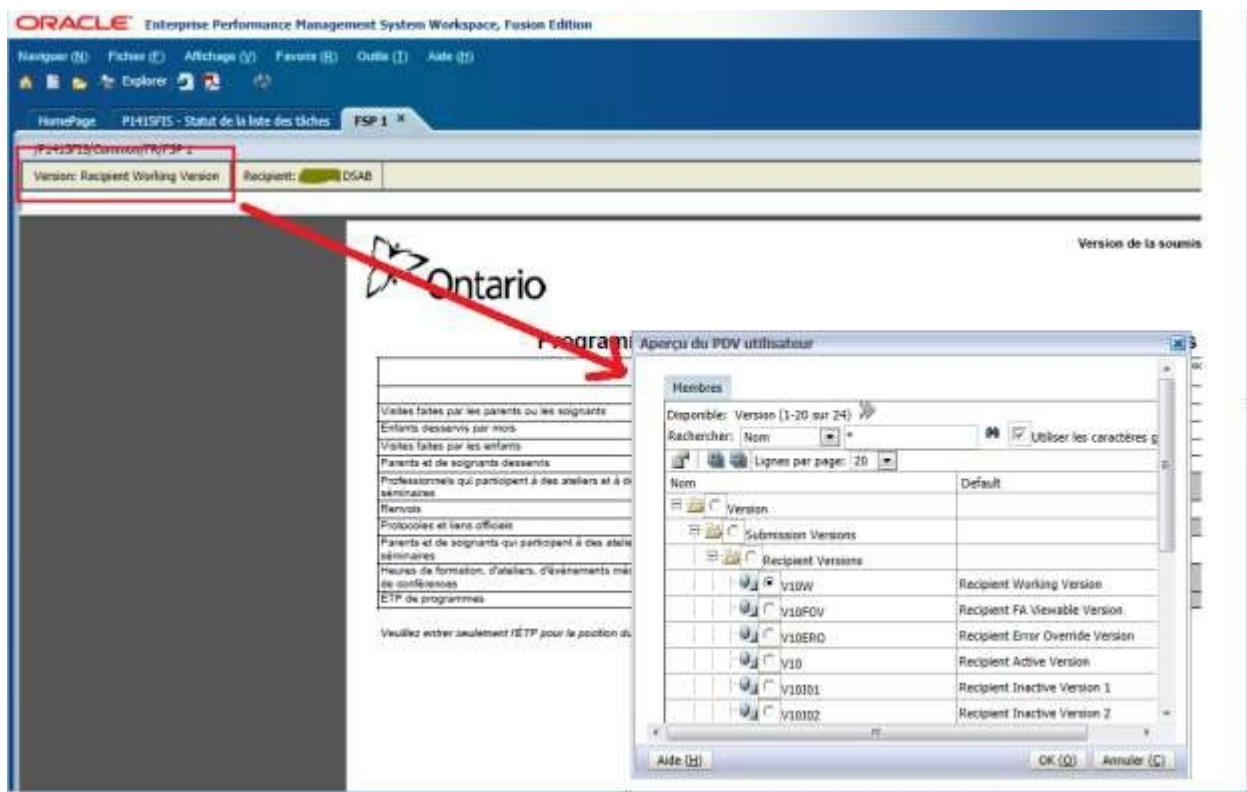 ORACLE Enterprise Performance Management System Workspace, Fusion Edition
Naviguer (N) Fichier (F) Affichage (V) Favoris (R) Outils (T) Aide (H)
Explorer
HomePage P1415FIS - Statut de la liste des tâches FSP 1 ×
/P1415FIS/Common/FR/FSP 1
Version: Recipient Working Version Recipient: DSAB
Version de la soumis
Ontario
Programm
Aperçu du PDV utilisateur
Membres
Disponible: Version (1-20 sur 24)
Rechercher: Nom * Utiliser les caractères g
Lignes par page: 20
Nom Default
Version
Submission Versions
Recipient Versions
V10W Recipient Working Version
V10FOV Recipient FA Viewable Version
V10ERO Recipient Error Override Version
V10 Recipient Active Version
V10I01 Recipient Inactive Version 1
V10I02 Recipient Inactive Version 2
Aide (H) OK (O) Annuler (C)
Visites faites par les parents ou les soignants
Enfants desservis par mois
Visites faites par les enfants
Parents et de soignants desservis
Professionnels qui participent à des ateliers et à de
séminaires
Renvois
Protocoles et liens officiels
Parents et de soignants qui participent à des atelie
séminaires
Heures de formation, d'ateliers, d'événements mé
de conférences
ETP de programmes
Veuillez entrer seulement l'ÉTP pour la position du